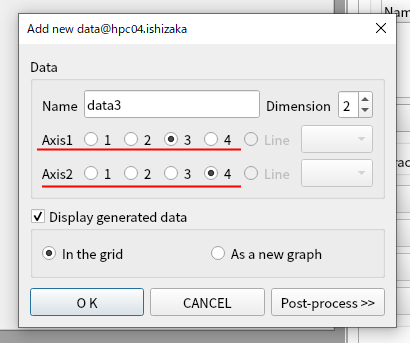 Nam
Add new data@hpc04.ishizaka
Data
Name data3 Dimension 2
Axis1 1 2 3 4 Line
Axis2 1 2 3 4 Line
Display generated data
In the grid As a new graph
OK CANCEL Post-process >>